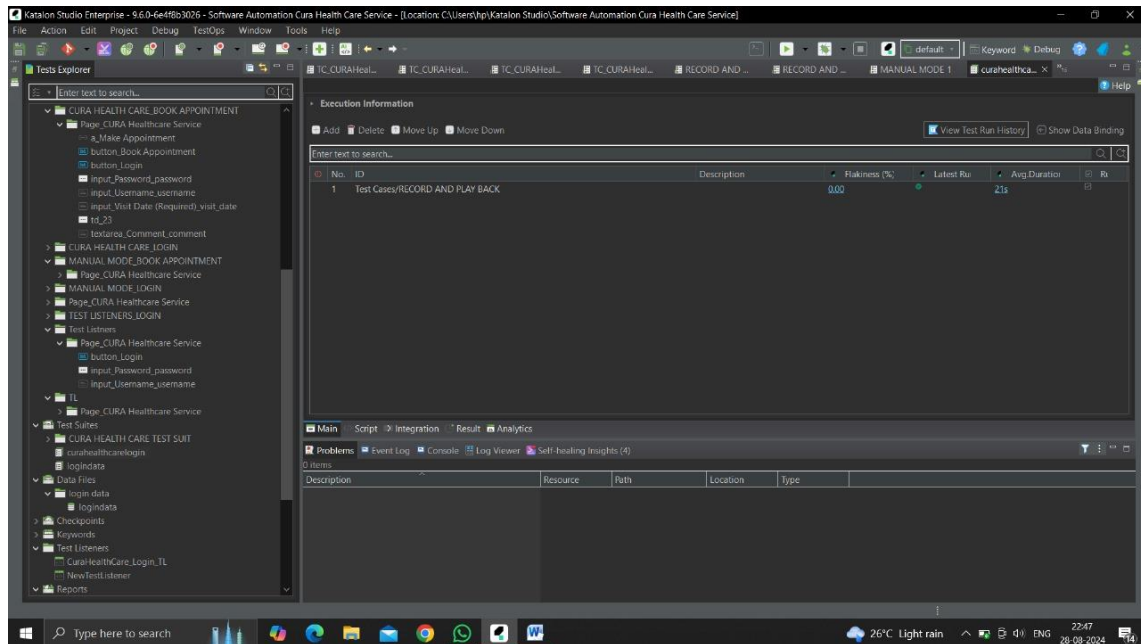 Katalon Studio Enterprise - 9.6.0-6e4f8b3026 - Software Automation Cura Health Care Service - [Location: C:\Users\hp\Katalon Studio\Software Automation Cura Health Care Service]
File Action Edit Project Debug TestOps Window Tools Help
default Keyword Debug
Tests Explorer
TC_CURAHeal... TC_CURAHeal... TC_CURAHeal... TC_CURAHeal... RECORD AND ... RECORD AND ... MANUAL MODE 1 curahealthca...
Help
Enter text to search...
CURA HEALTH CARE_BOOK APPOINTMENT
Page_CURA Healthcare Service
a_Make Appointment
button_Book Appointment
button_Login
input_Password_password
input_Username_username
input_Visit Date (Required)_visit_date
td_23
textarea_Comment_comment
CURA HEALTH CARE_LOGIN
MANUAL MODE_BOOK APPOINTMENT
Page_CURA Healthcare Service
MANUAL MODE_LOGIN
Page_CURA Healthcare Service
TEST LISTENERS_LOGIN
Test Listners
Page_CURA Healthcare Service
button_Login
input_Password_password
input_Username_username
TL
Page_CURA Healthcare Service
Test Suites
CURA HEALTH CARE TEST SUIT
curahealthcarelogin
logindata
Data Files
login data
logindata
Checkpoints
Keywords
Test Listeners
CuraHealthCare_Login_TL
NewTestListener
Reports
Execution Information
Add Delete Move Up Move Down View Test Run History Show Data Binding
Enter text to search...
No. ID Description Flakiness (%) Latest Ru Avg.Duration Ru
1 Test Cases/RECORD AND PLAY BACK 0.00 21s
Main Script Integration Result Analytics
Problems Event Log Console Log Viewer Self-healing Insights (4)
0 items
Description Resource Path Location Type
Type here to search
26°C Light rain ENG
22:47
28-08-2024